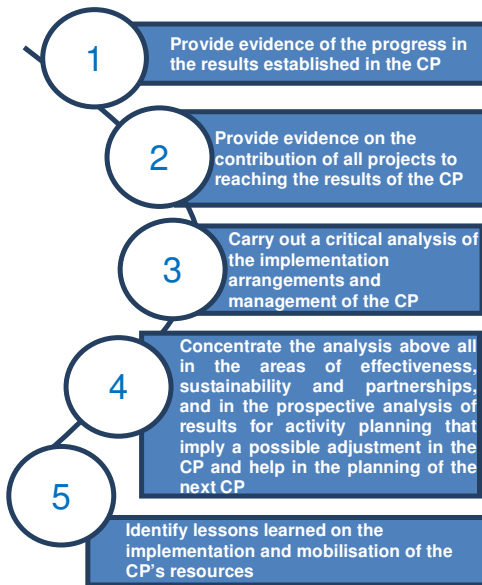 1
Provide evidence of the progress in
the results established in the CP
2
Provide evidence on the
contribution of all projects to
reaching the results of the CP
3
Carry out a critical analysis of
the implementation
arrangements and
management of the CP
4
Concentrate the analysis above all
in the areas of effectiveness,
sustainability and partnerships,
and in the prospective analysis of
results for activity planning that
imply a possible adjustment in the
CP and help in the planning of the
next CP
5
Identify lessons learned on the
implementation and mobilisation of the
CP's resources